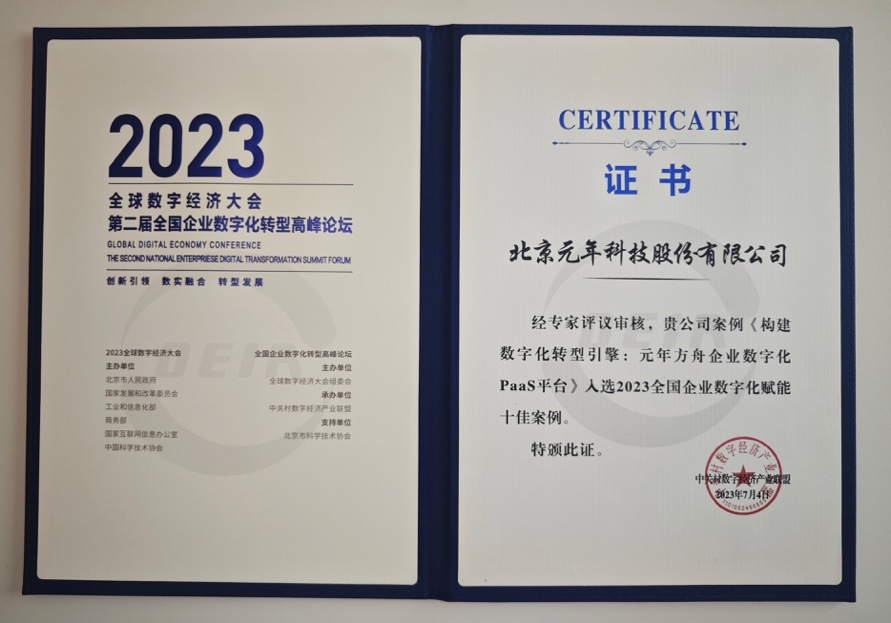 2023
全球数字经济大会
第二届全国企业数字化转型高峰论坛
GLOBAL DIGITAL ECONOMY CONFERENCE
THE SECOND NATIONAL ENTERPRIESE DIGITAL TRANSFORMATION SUMMIT FORUM
创新引领 数实融合 转型发展
2023全球数字经济大会
主办单位
北京市人民政府
国家发展和改革委员会
工业和信息化部
商务部
国家互联网信息办公室
中国科学技术协会
全国企业数字化转型高峰论坛
主办单位
全球数字经济大会组委会
承办单位
中关村数字经济产业联盟
支持单位
北京市科学技术协会
DEIA
CERTIFICATE
证书
北京元年科技股份有限公司
经专家评议审核，贵公司案例《构建
数字化转型引擎：元年方舟企业数字化
PaaS平台》入选2023全国企业数字化赋能
十佳案例。
特颁此证。
中关村数字经济产业联盟
2023年7月4日